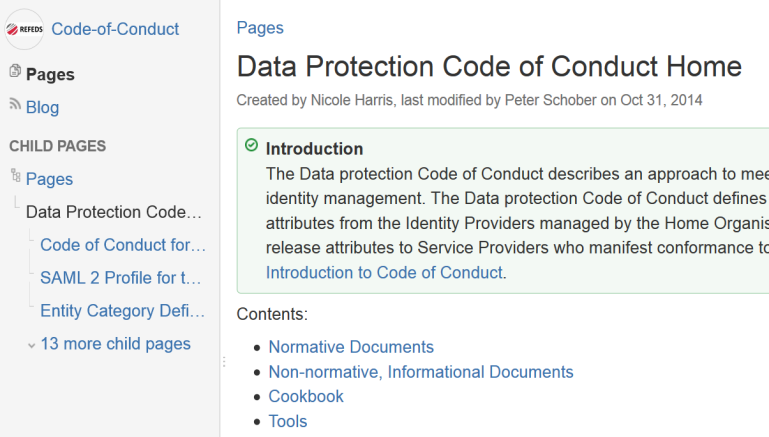 REFEDS
Code-of-Conduct
Pages
Blog
CHILD PAGES
Pages
Data Protection Code...
Code of Conduct for...
SAML 2 Profile for t...
Entity Category Defi...
13 more child pages
Pages
Data Protection Code of Conduct Home
Created by Nicole Harris, last modified by Peter Schober on Oct 31, 2014
Introduction
The Data protection Code of Conduct describes an approach to mee
identity management. The Data protection Code of Conduct defines
attributes from the Identity Providers managed by the Home Organis
release attributes to Service Providers who manifest conformance to
Introduction to Code of Conduct.
Contents:
Normative Documents
Non-normative, Informational Documents
Cookbook
Tools